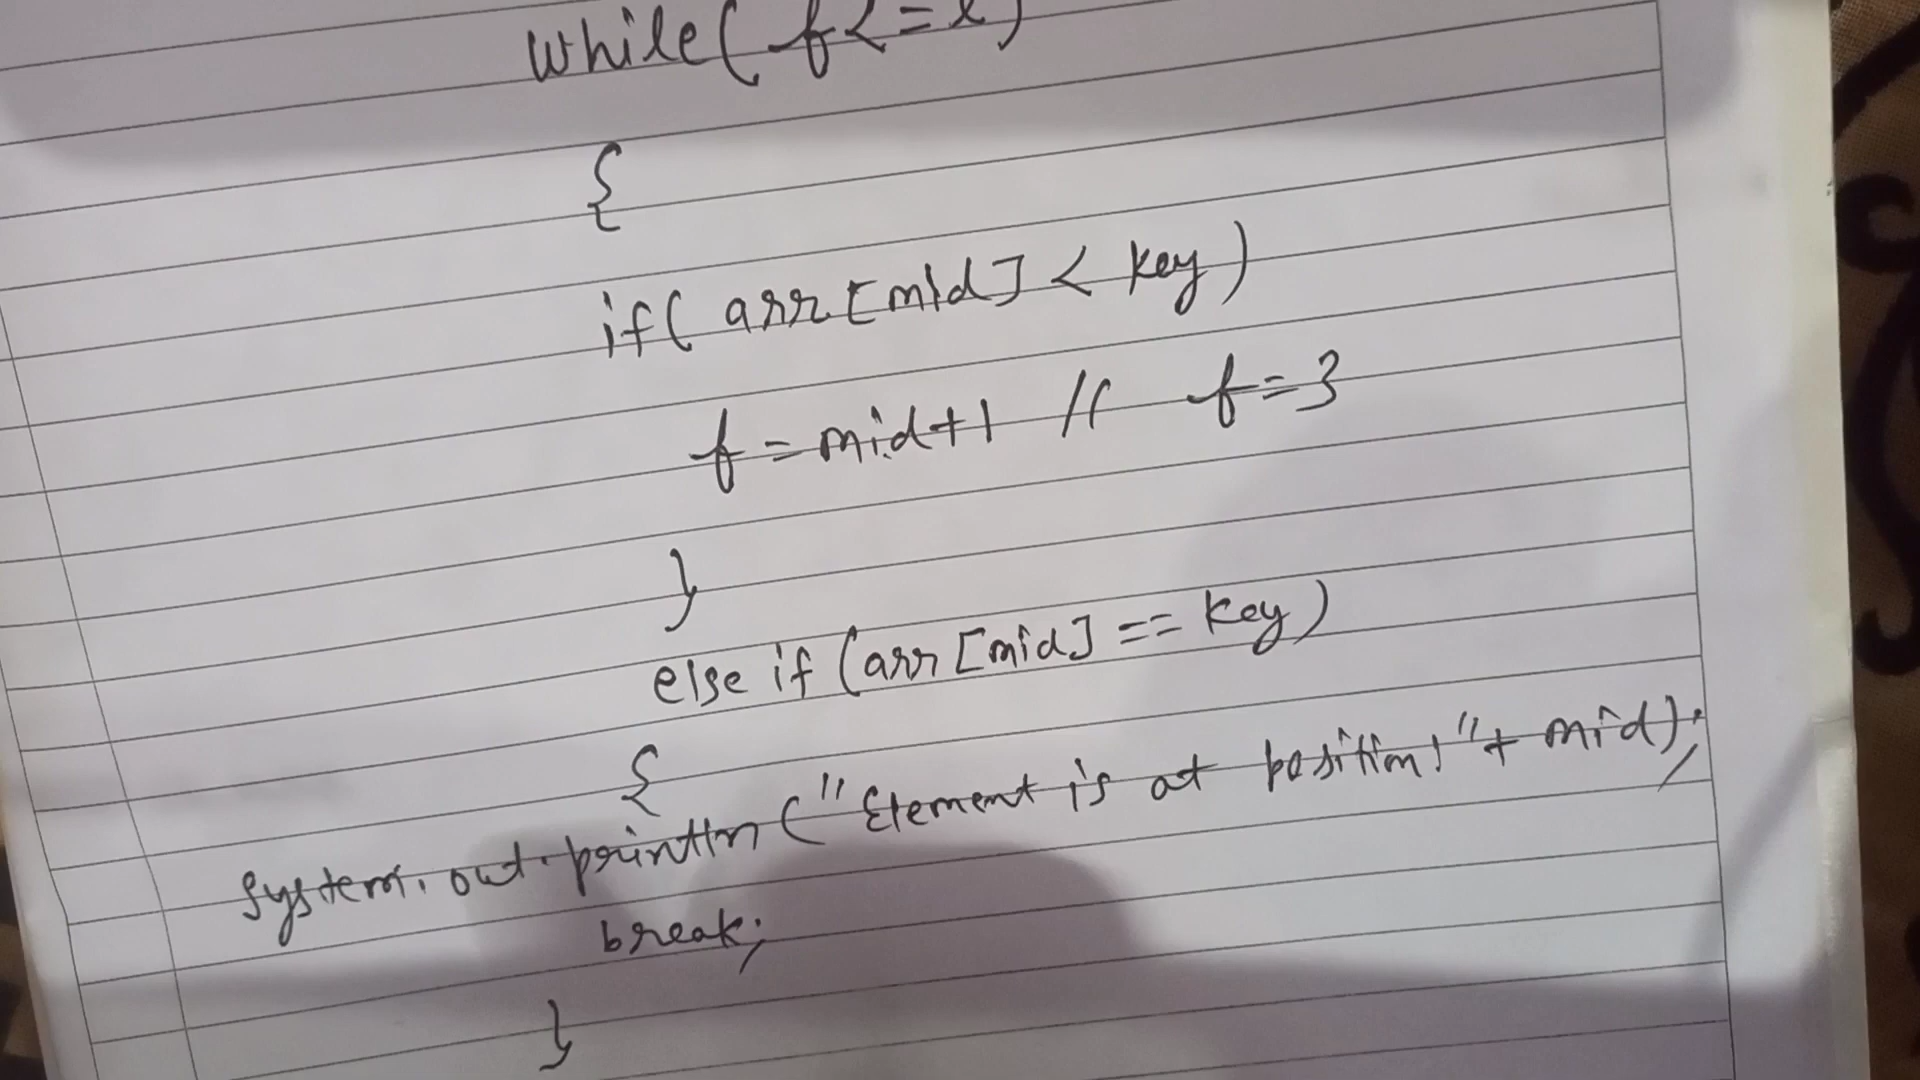 while( f<=l)
{
if( arr[mid] < key)
f=mid+1 // f=3
}
else if (arr[mid] == key)
{
System.out.println("Element is at position!"+ mid);
break;
}